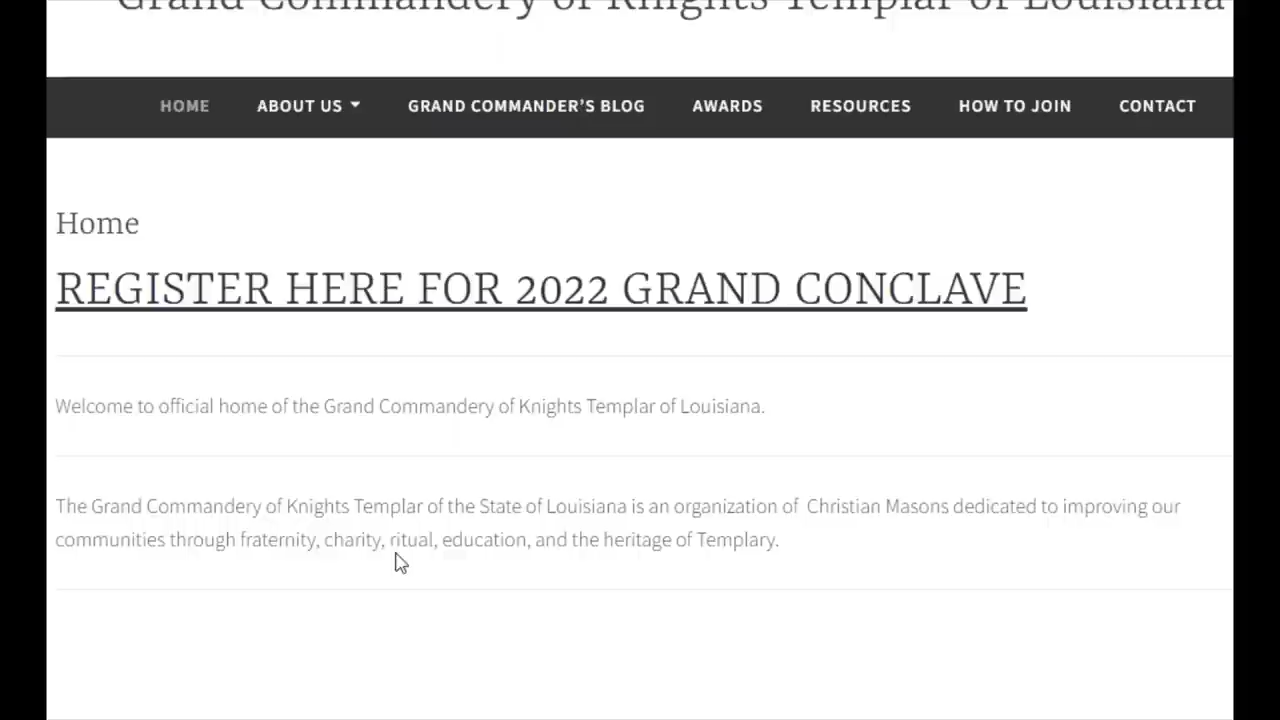 Grand Commandery of Knights Templar of Louisiana
HOME ABOUT US GRAND COMMANDER’S BLOG AWARDS RESOURCES HOW TO JOIN CONTACT
Home
REGISTER HERE FOR 2022 GRAND CONCLAVE
Welcome to official home of the Grand Commandery of Knights Templar of Louisiana.
The Grand Commandery of Knights Templar of the State of Louisiana is an organization of Christian Masons dedicated to improving our
communities through fraternity, charity, ritual, education, and the heritage of Templary.